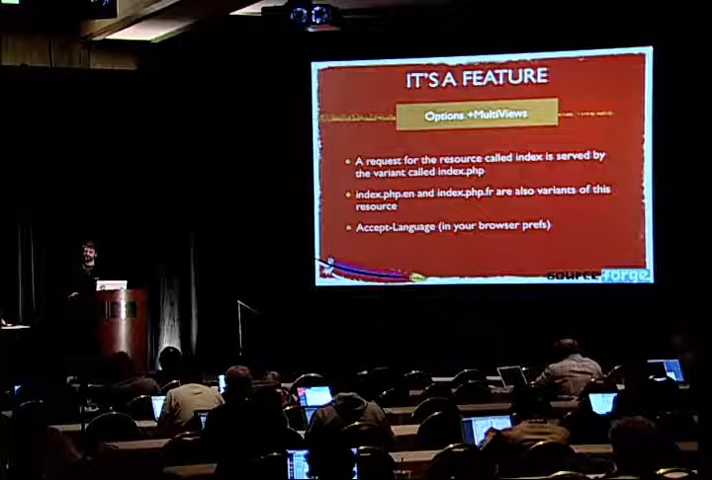 IT'S A FEATURE
Options +MultiViews
• A request for the resource called index is served by
the variant called index.php
• index.php.en and index.php.fr are also variants of this
resource
• Accept-Language (in your browser prefs)
sourceforge